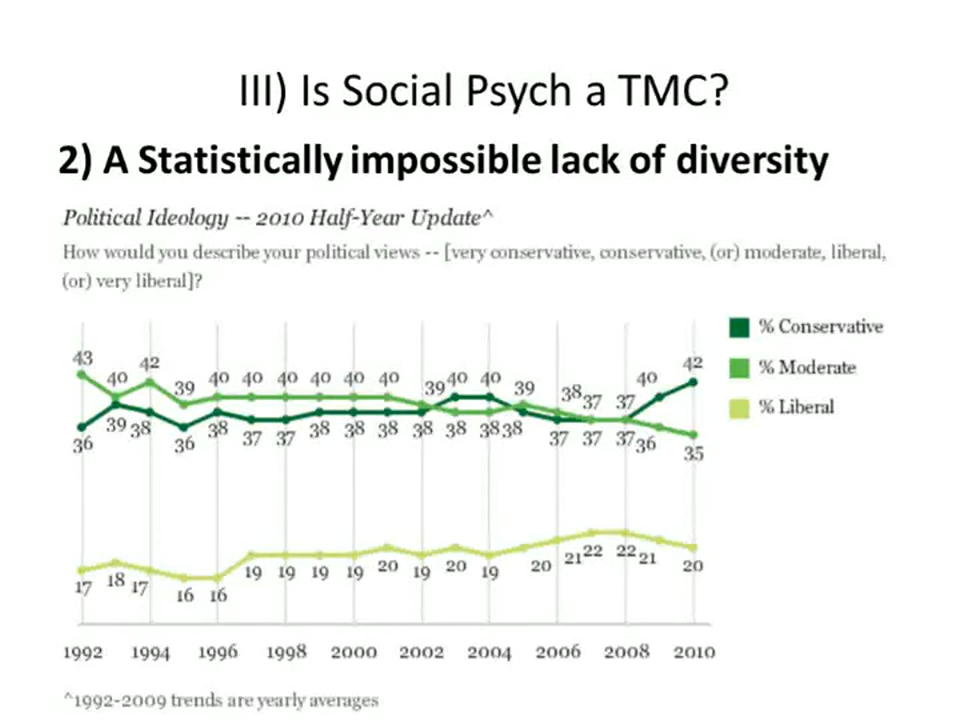 III) Is Social Psych a TMC?
2) A Statistically impossible lack of diversity
Political Ideology -- 2010 Half-Year Update^
How would you describe your political views -- [very conservative, conservative, (or) moderate, liberal,
(or) very liberal]?
% Conservative
% Moderate
% Liberal
43 40 42 39 40 40 40 40 40 40 39 40 40 39 38 37 37 40 42
36 39 38 36 38 37 37 38 38 38 38 38 38 38 37 37 37 36 35
17 18 17 16 16 19 19 19 19 20 19 20 19 20 21 22 22 21 20
1992 1994 1996 1998 2000 2002 2004 2006 2008 2010
^1992-2009 trends are yearly averages